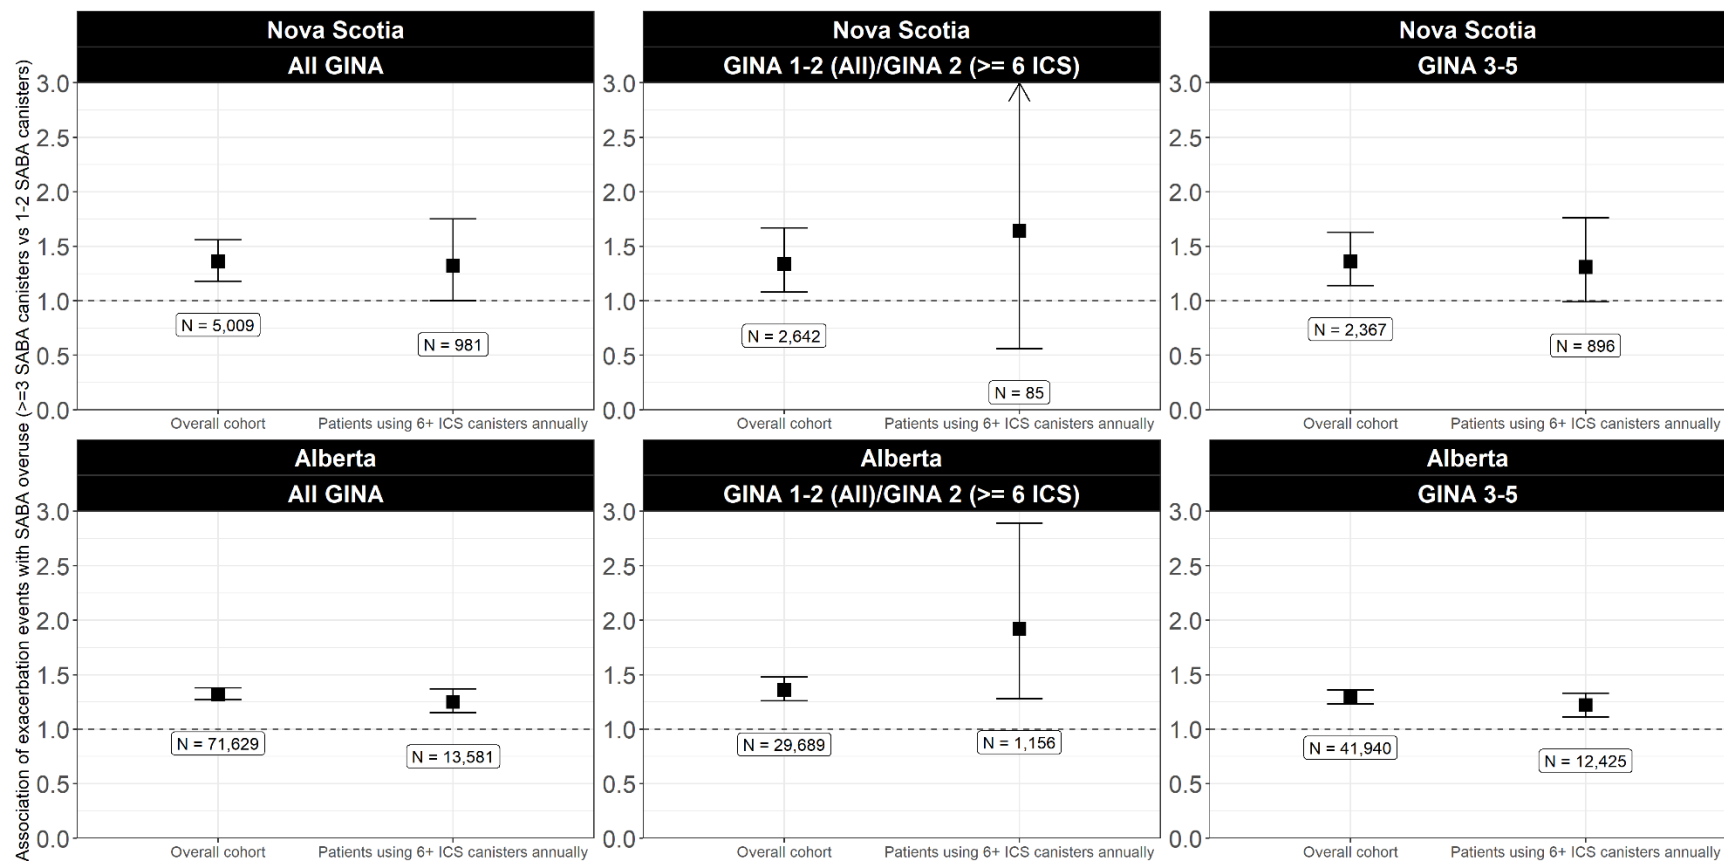 Association of exacerbation events with SABA overuse (>=3 SABA canisters vs 1-2 SABA canisters)
Nova Scotia
All GINA
3.0
2.5
2.0
1.5
1.0
0.5
0.0
N = 5,009
N = 981
Overall cohort
Patients using 6+ ICS canisters annually
Nova Scotia
GINA 1-2 (All)/GINA 2 (>= 6 ICS)
3.0
2.5
2.0
1.5
1.0
0.5
0.0
N = 2,642
N = 85
Overall cohort
Patients using 6+ ICS canisters annually
Nova Scotia
GINA 3-5
3.0
2.5
2.0
1.5
1.0
0.5
0.0
N = 2,367
N = 896
Overall cohort
Patients using 6+ ICS canisters annually
Alberta
All GINA
3.0
2.5
2.0
1.5
1.0
0.5
0.0
N = 71,629
N = 13,581
Overall cohort
Patients using 6+ ICS canisters annually
Alberta
GINA 1-2 (All)/GINA 2 (>= 6 ICS)
3.0
2.5
2.0
1.5
1.0
0.5
0.0
N = 29,689
N = 1,156
Overall cohort
Patients using 6+ ICS canisters annually
Alberta
GINA 3-5
3.0
2.5
2.0
1.5
1.0
0.5
0.0
N = 41,940
N = 12,425
Overall cohort
Patients using 6+ ICS canisters annually